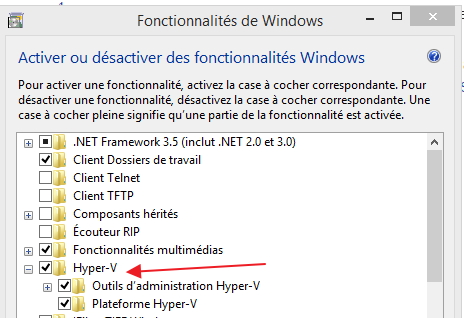 Fonctionnalités de Windows
Activer ou désactiver des fonctionnalités Windows
Pour activer une fonctionnalité, activez la case à cocher correspondante. Pour
désactiver une fonctionnalité, désactivez la case à cocher correspondante. Une
case à cocher pleine signifie qu'une partie de la fonctionnalité est activée.
.NET Framework 3.5 (inclut .NET 2.0 et 3.0)
Client Dossiers de travail
Client Telnet
Client TFTP
Composants hérités
Écouteur RIP
Fonctionnalités multimédias
Hyper-V
Outils d'administration Hyper-V
Plateforme Hyper-V